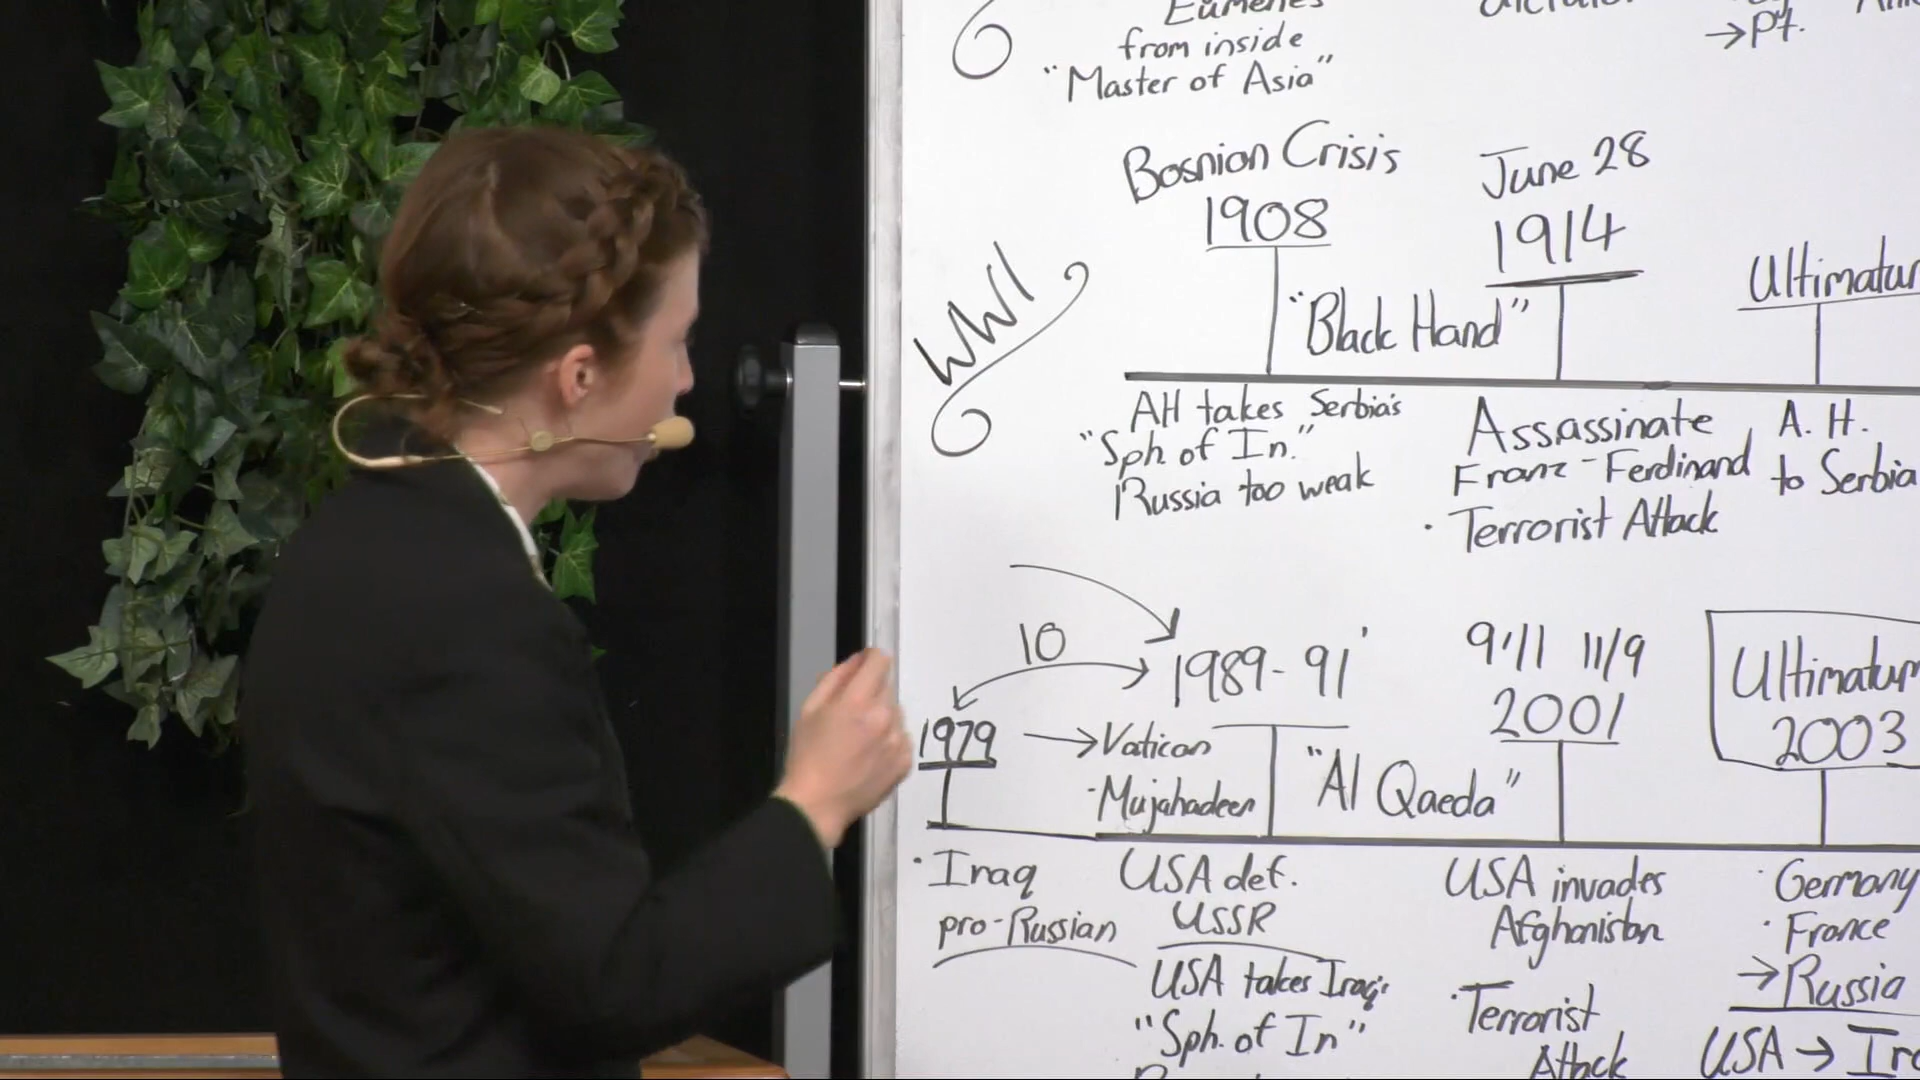 Eumenes
from inside
"Master of Asia"
→Pt.
Bosnian Crisis
1908
June 28
1914
Ultimatum
WWI
"Black Hand"
AH takes Serbia's
"Sph. of In."
Russia too weak
Assassinate
Franz-Ferdinand
· Terrorist Attack
A. H.
to Serbia
10
1989-91'
9/11 11/9
2001
Ultimatum
2003
1979
→Vatican
·Mujahadeen
"Al Qaeda"
· Iraq
pro-Russian
USA def.
USSR
USA takes Iraq's
"Sph. of In"
USA invades
Afghanistan
· Terrorist
Attack
· Germany
· France
→Russia
USA →